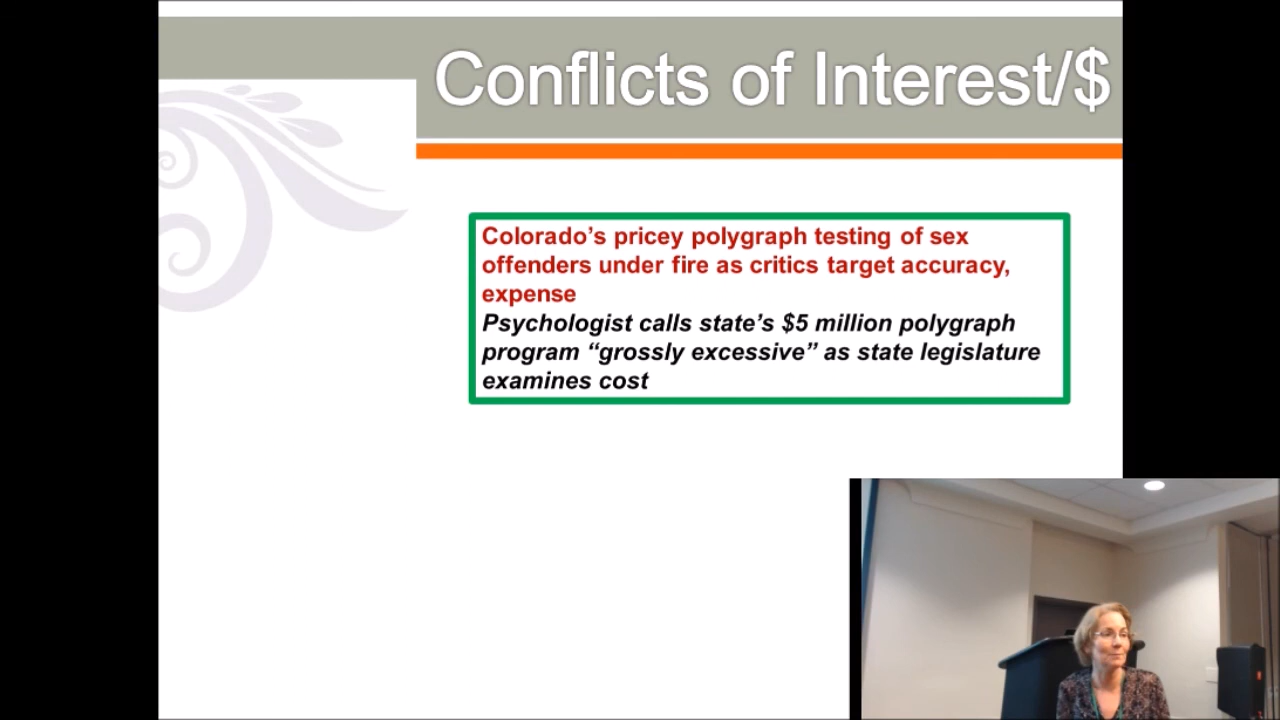 Conflicts of Interest/$
Colorado’s pricey polygraph testing of sex
offenders under fire as critics target accuracy,
expense
Psychologist calls state’s $5 million polygraph
program “grossly excessive” as state legislature
examines cost